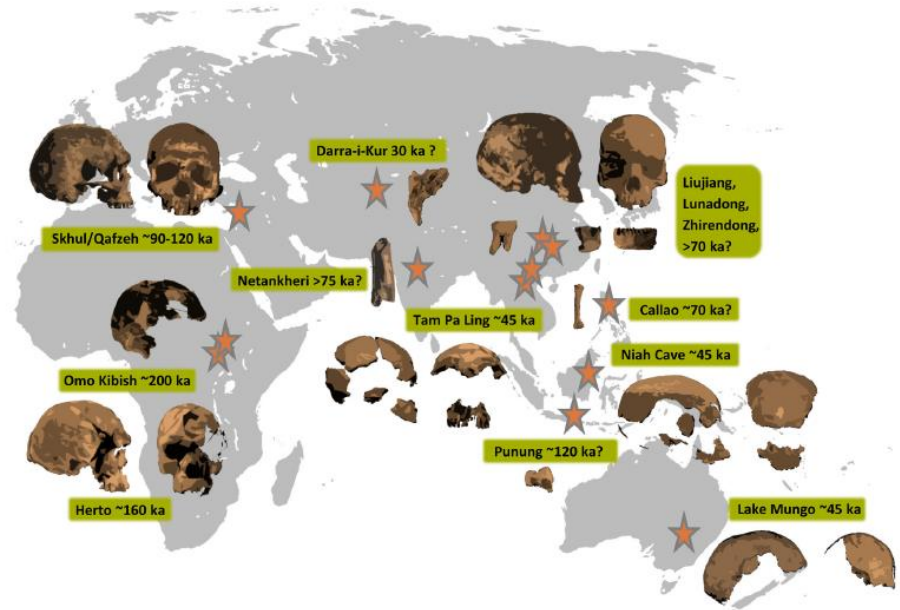 Darra-i-Kur 30 ka ?
Liujiang,
Lunadong,
Zhirendong,
>70 ka?
Skhul/Qafzeh ~90-120 ka
Netankheri >75 ka?
Tam Pa Ling ~45 ka
Callao ~70 ka?
Niah Cave ~45 ka
Omo Kibish ~200 ka
Punung ~120 ka?
Herto ~160 ka
Lake Mungo ~45 ka